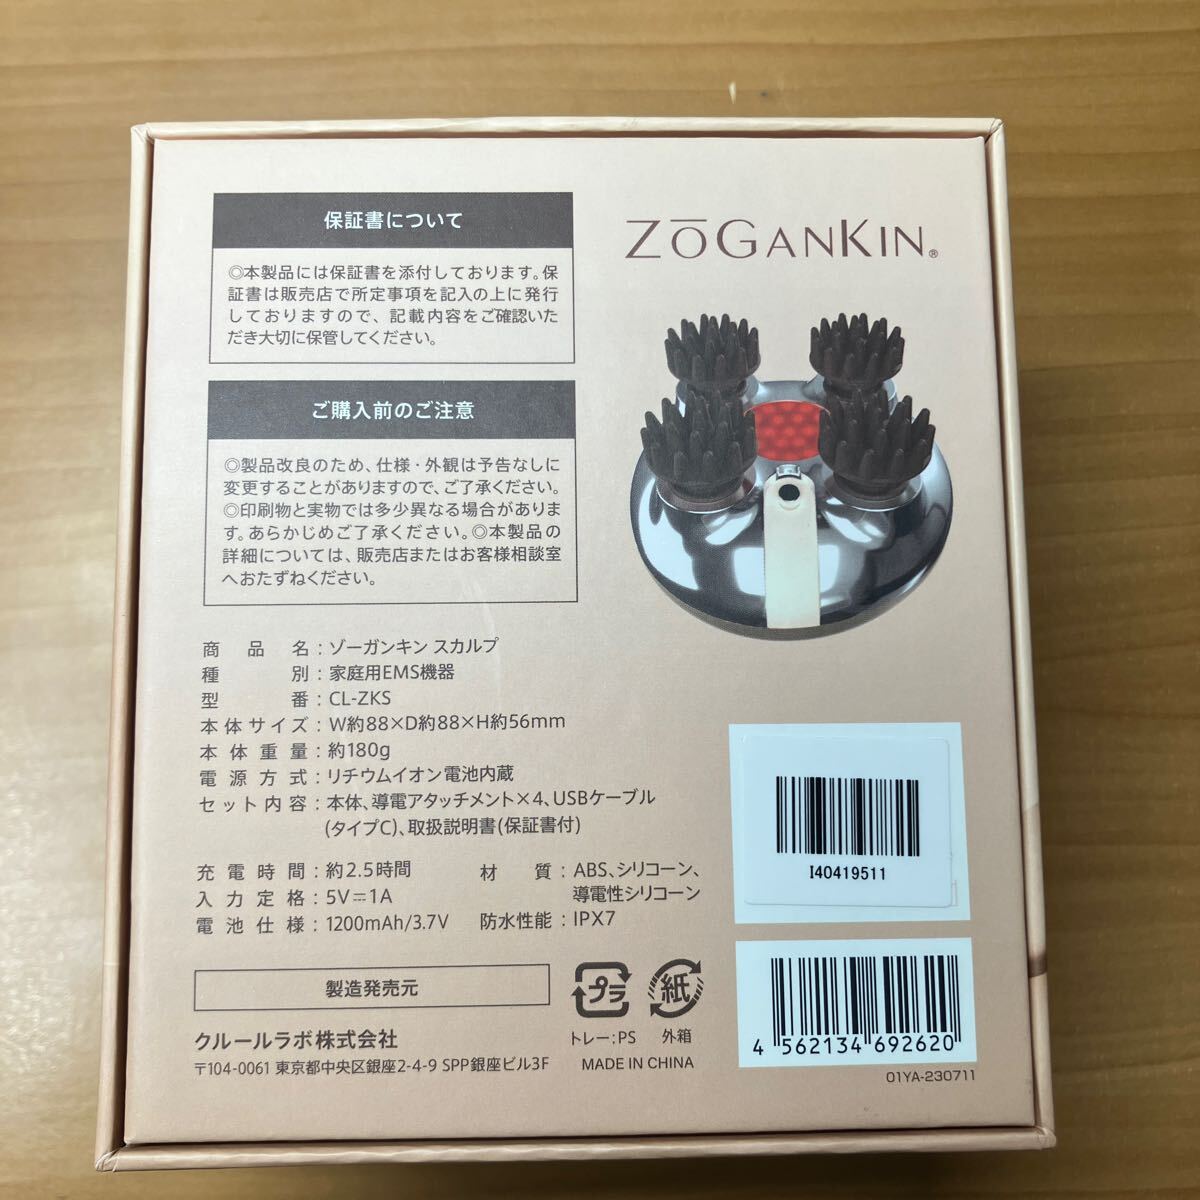 保証書について
◎本製品には保証書を添付しております。保
証書は販売店で所定事項を記入の上に発行
しておりますので、記載内容をご確認いた
だき大切に保管してください。
ZōGANKIN®
ご購入前のご注意
◎製品改良のため、仕様・外観は予告なしに
変更することがありますので、ご了承ください。
◎印刷物と実物では多少異なる場合がありま
す。あらかじめご了承ください。◎本製品の
詳細については、販売店またはお客様相談室
へおたずねください。
商品名:ゾーガンキン スカルプ
種別:家庭用EMS機器
型番:CL-ZKS
本体サイズ:W約88×D約88×H約56mm
本体重量:約180g
電源方式:リチウムイオン電池内蔵
セット内容:本体、導電アタッチメント×4、USBケーブル
(タイプC)、取扱説明書(保証書付)
充電時間:約2.5時間
入力定格:5V⎓1A
電池仕様:1200mAh/3.7V
材質:ABS、シリコーン、
導電性シリコーン
防水性能:IPX7
I40419511
製造発売元
クルールラボ株式会社
〒104-0061 東京都中央区銀座2-4-9 SPP銀座ビル3F
プラ
紙
トレー:PS 外箱
MADE IN CHINA
4 562134 692620
01YA-230711